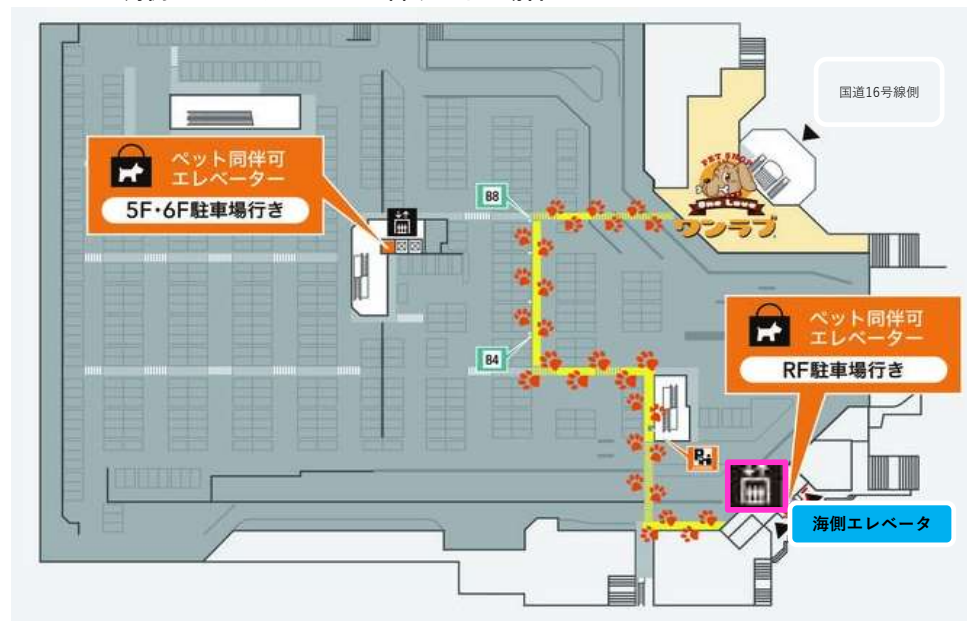 国道16号線側
ペット同伴可
エレベーター
5F・6F駐車場行き
PET SHOP
One Love
ワンラブ
B8
B4
ペット同伴可
エレベーター
RF駐車場行き
海側エレベータ